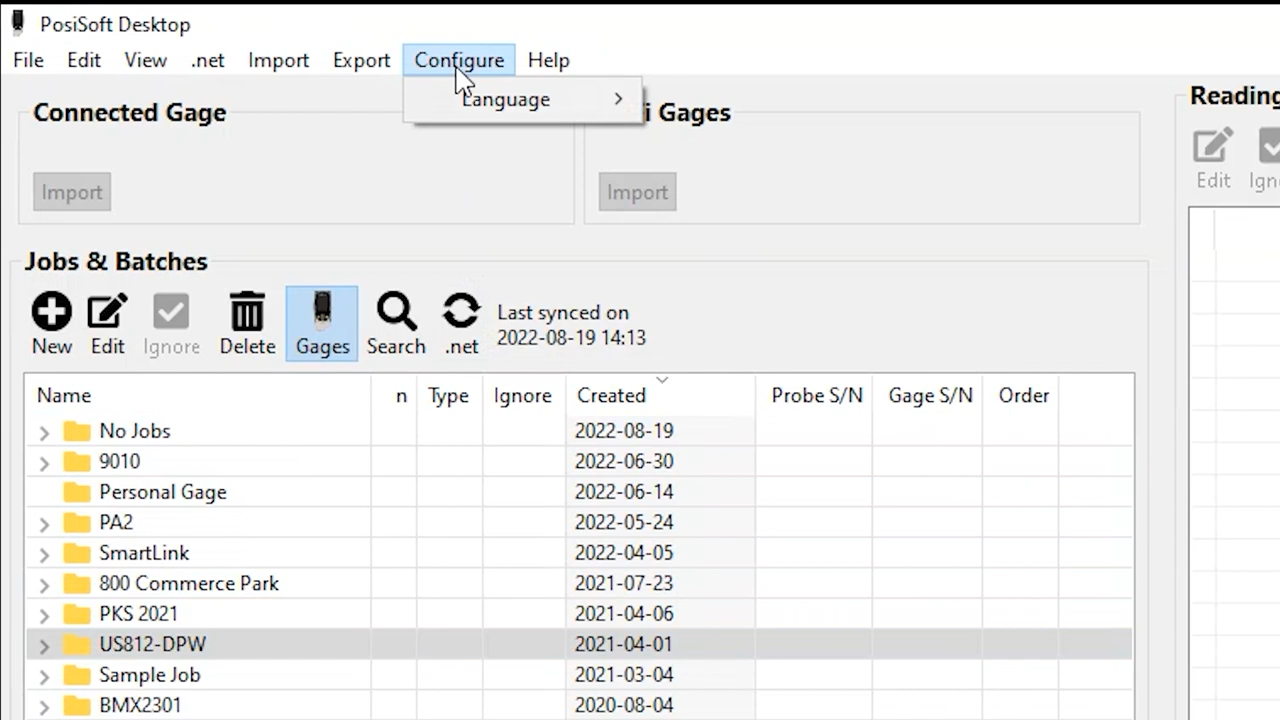 PosiSoft Desktop
File Edit View .net Import Export Configure Help
Language
Connected Gage
i Gages
Reading
Import
Import
Edit
Jobs & Batches
New Edit Ignore Delete Gages Search .net
Last synced on
2022-08-19 14:13
Name n Type Ignore Created Probe S/N Gage S/N Order
No Jobs 2022-08-19
9010 2022-06-30
Personal Gage 2022-06-14
PA2 2022-05-24
SmartLink 2022-04-05
800 Commerce Park 2021-07-23
PKS 2021 2021-04-06
US812-DPW 2021-04-01
Sample Job 2021-03-04
BMX2301 2020-08-04